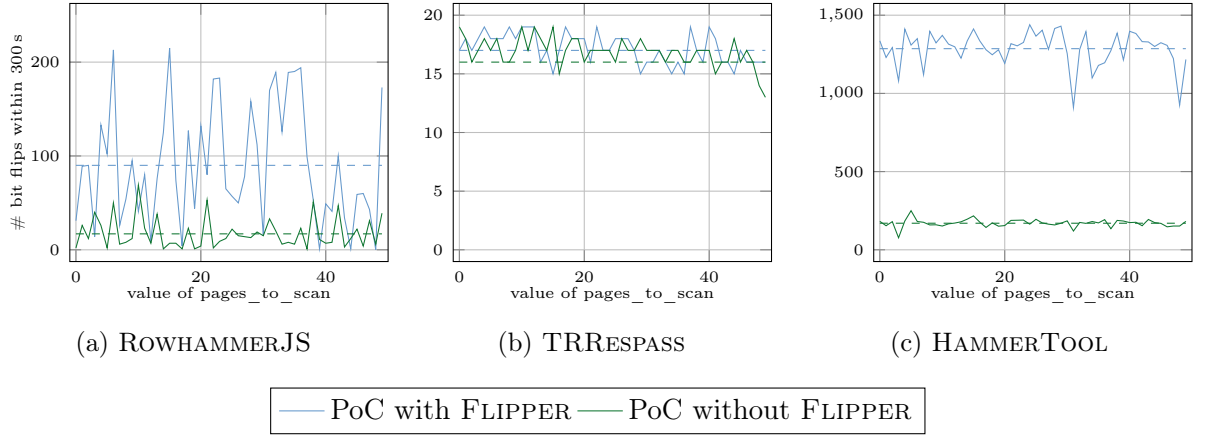 # bit flips within 300 s
200
100
0
0
20
40
value of pages_to_scan
(a) ROWHAMMERJS
20
15
10
5
0
0
20
40
value of pages_to_scan
(b) TRRESPASS
1,500
1,000
500
0
0
20
40
value of pages_to_scan
(c) HAMMERTOOL
PoC with FLIPPER PoC without FLIPPER